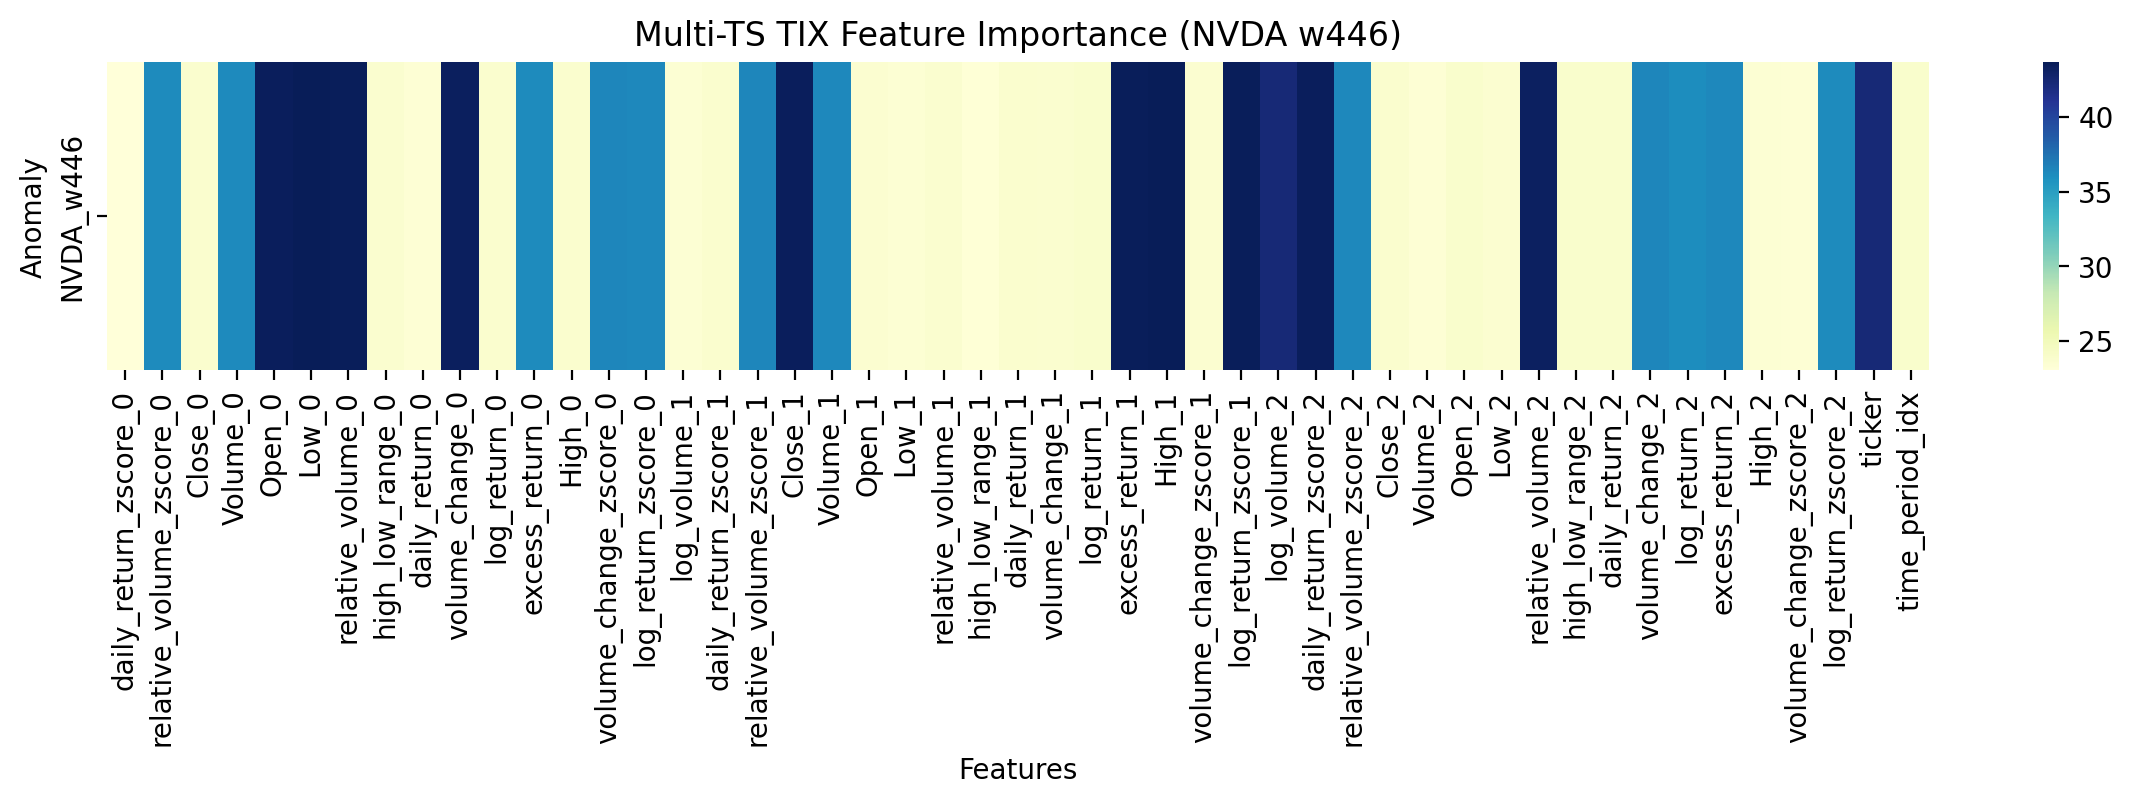 Multi-TS TIX Feature Importance (NVDA w446)
Anomaly
NVDA_w446
40
35
30
25
daily_return_zscore_0
relative_volume_zscore_0
Close_0
Volume_0
Open_0
Low_0
relative_volume_0
high_low_range_0
daily_return_0
volume_change_0
log_return_0
excess_return_0
High_0
volume_change_zscore_0
log_return_zscore_0
log_volume_1
daily_return_zscore_1
relative_volume_zscore_1
Close_1
Volume_1
Open_1
Low_1
relative_volume_1
high_low_range_1
daily_return_1
volume_change_1
log_return_1
excess_return_1
High_1
volume_change_zscore_1
log_return_zscore_1
log_volume_2
daily_return_zscore_2
relative_volume_zscore_2
Close_2
Volume_2
Open_2
Low_2
relative_volume_2
high_low_range_2
daily_return_2
volume_change_2
log_return_2
excess_return_2
High_2
volume_change_zscore_2
log_return_zscore_2
ticker
time_period_idx
Features